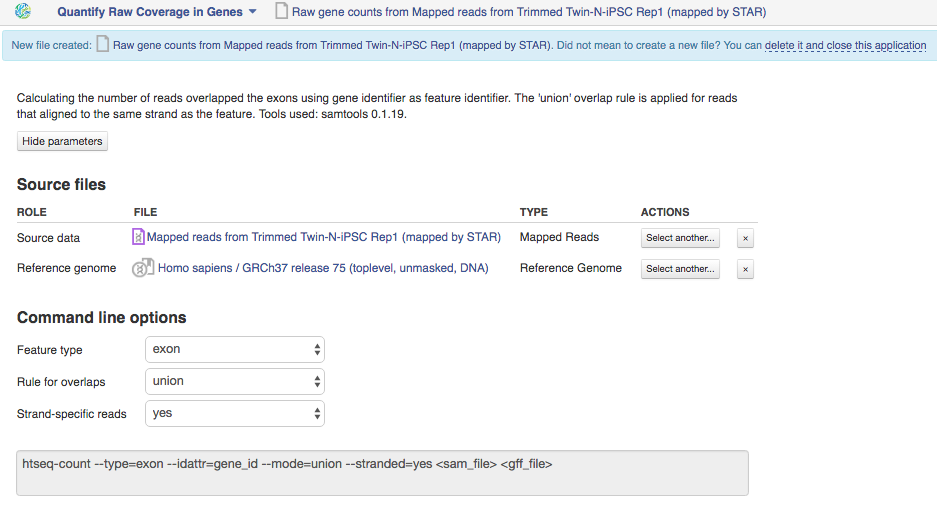 Quantify Raw Coverage in Genes Raw gene counts from Mapped reads from Trimmed Twin-N-iPSC Rep1 (mapped by STAR)
New file created: Raw gene counts from Mapped reads from Trimmed Twin-N-iPSC Rep1 (mapped by STAR). Did not mean to create a new file? You can delete it and close this application
Calculating the number of reads overlapped the exons using gene identifier as feature identifier. The 'union' overlap rule is applied for reads
that aligned to the same strand as the feature. Tools used: samtools 0.1.19.
Hide parameters
Source files
ROLE FILE TYPE ACTIONS
Source data Mapped reads from Trimmed Twin-N-iPSC Rep1 (mapped by STAR) Mapped Reads Select another... ×
Reference genome Homo sapiens / GRCh37 release 75 (toplevel, unmasked, DNA) Reference Genome Select another... ×
Command line options
Feature type exon
Rule for overlaps union
Strand-specific reads yes
htseq-count --type=exon --idattr=gene_id --mode=union --stranded=yes <sam_file> <gff_file>